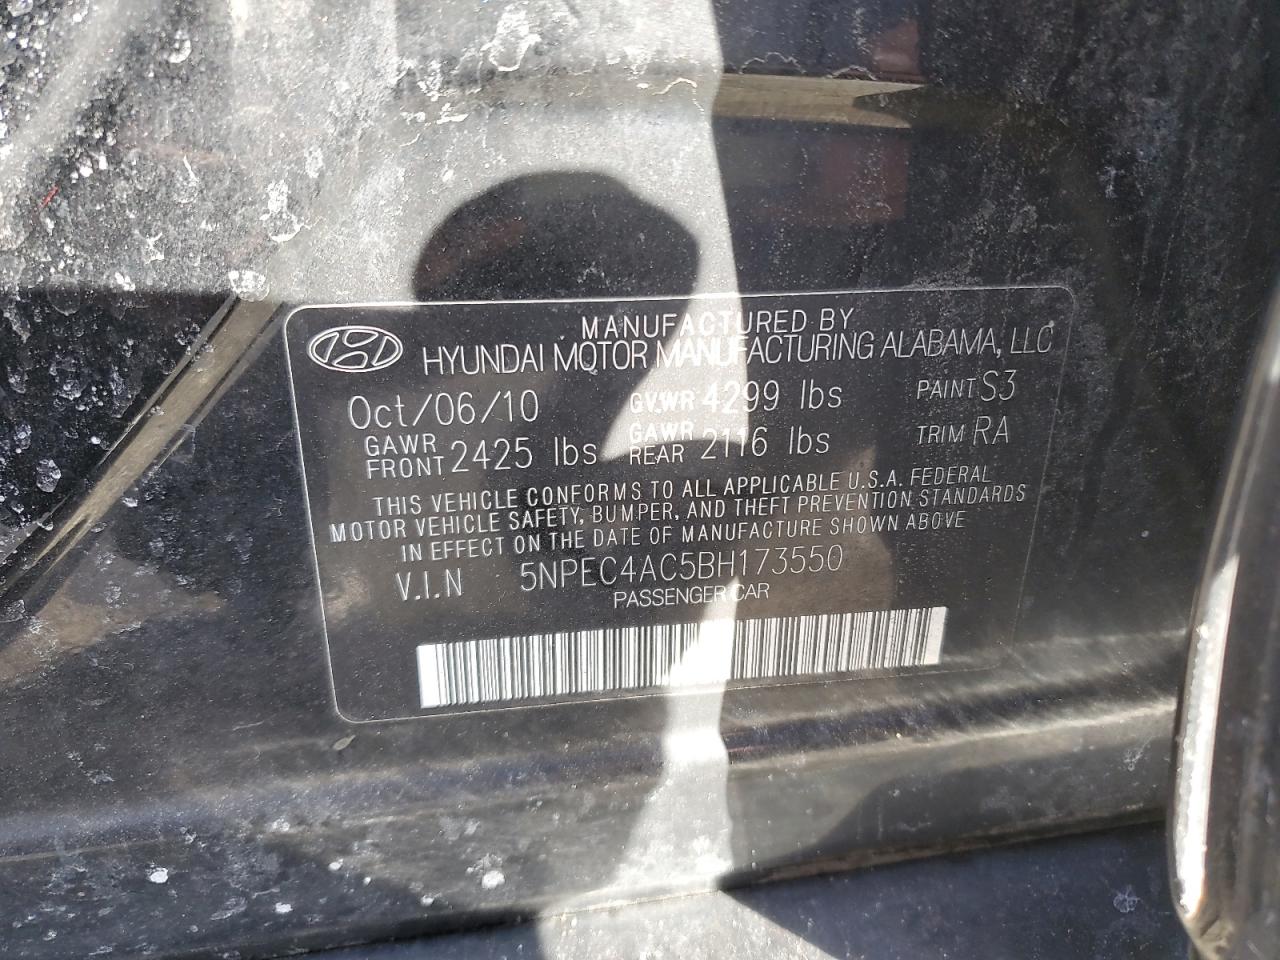 MANUFACTURED BY
HYUNDAI MOTOR MANUFACTURING ALABAMA, LLC
Oct/06/10 GVWR 4299 lbs PAINT S3
GAWR FRONT 2425 lbs GAWR REAR 2116 lbs TRIM RA
THIS VEHICLE CONFORMS TO ALL APPLICABLE U.S.A. FEDERAL
MOTOR VEHICLE SAFETY, BUMPER, AND THEFT PREVENTION STANDARDS
IN EFFECT ON THE DATE OF MANUFACTURE SHOWN ABOVE
V.I.N 5NPEC4AC5BH173550
PASSENGER CAR